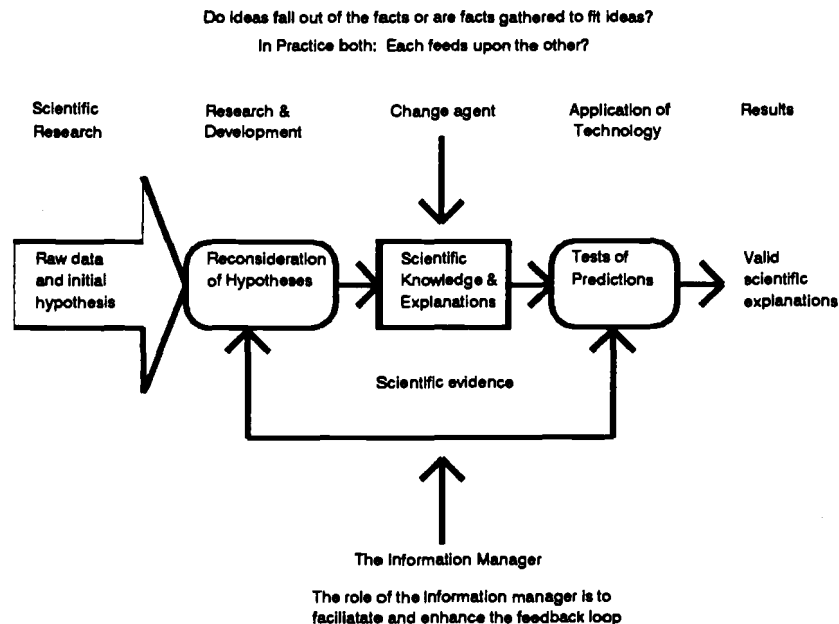 Do ideas fall out of the facts or are facts gathered to fit ideas?
In Practice both: Each feeds upon the other?
Scientific
Research
Research &
Development
Change agent
Application of
Technology
Results
Raw data
and initial
hypothesis
Reconsideration
of Hypotheses
Scientific
Knowledge &
Explanations
Tests of
Predictions
Valid
scientific
explanations
Scientific evidence
The Information Manager
The role of the information manager is to
faciliatate and enhance the feedback loop